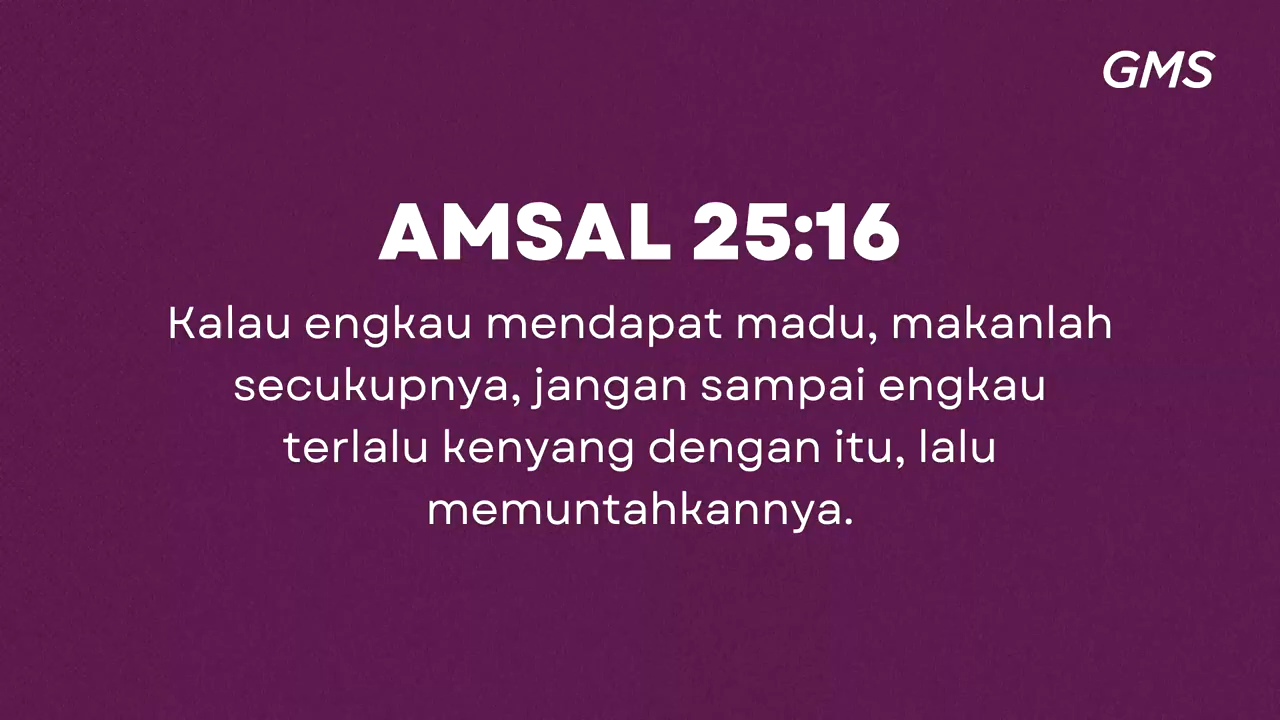 GMS
AMSAL 25:16
Kalau engkau mendapat madu, makanlah
secukupnya, jangan sampai engkau
terlalu kenyang dengan itu, lalu
memuntahkannya.